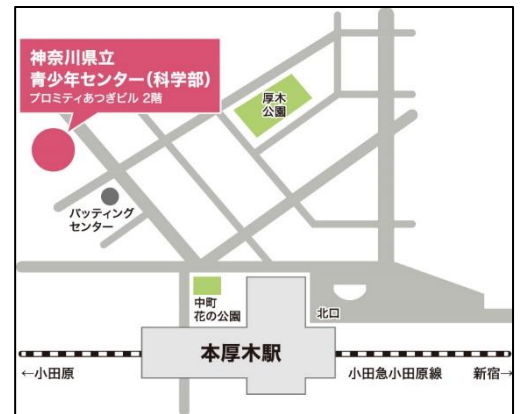 神奈川県立
青少年センター(科学部)
プロミティあつぎビル 2階
厚木
公園
バッティング
センター
中町
花の公園
北口
本厚木駅
←小田原
小田急小田原線
新宿→